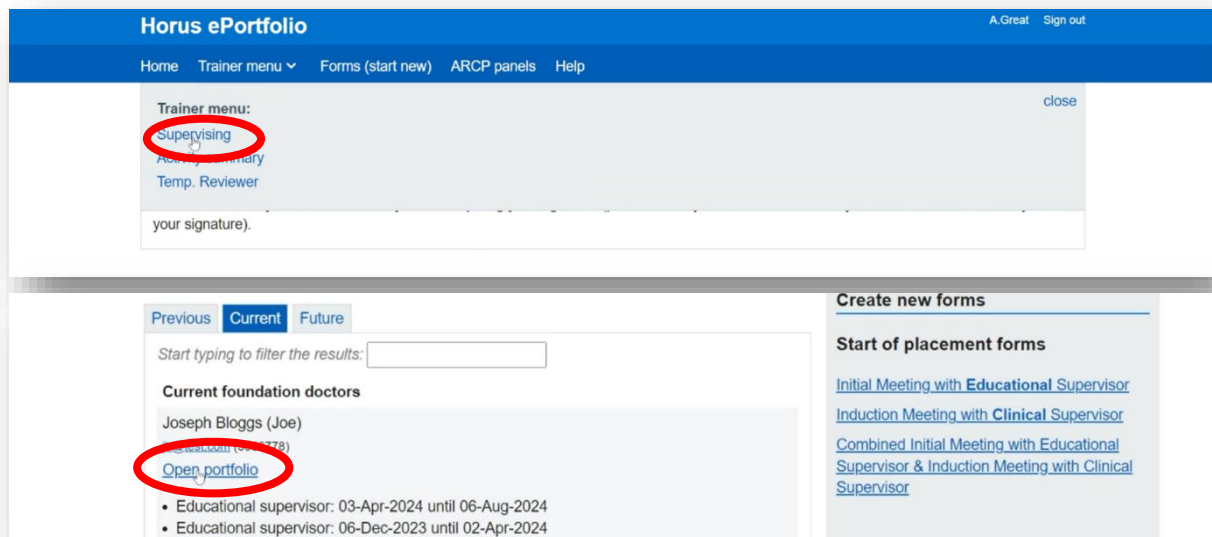 Horus ePortfolio
A.Great Sign out
Home Trainer menu Forms (start new) ARCP panels Help
Trainer menu:
close
Supervising
Activity summary
Temp. Reviewer
your signature).
Previous Current Future
Start typing to filter the results:
Current foundation doctors
Joseph Bloggs (Joe)
Open portfolio
• Educational supervisor: 03-Apr-2024 until 06-Aug-2024
• Educational supervisor: 06-Dec-2023 until 02-Apr-2024
Create new forms
Start of placement forms
Initial Meeting with Educational Supervisor
Induction Meeting with Clinical Supervisor
Combined Initial Meeting with Educational
Supervisor & Induction Meeting with Clinical
Supervisor